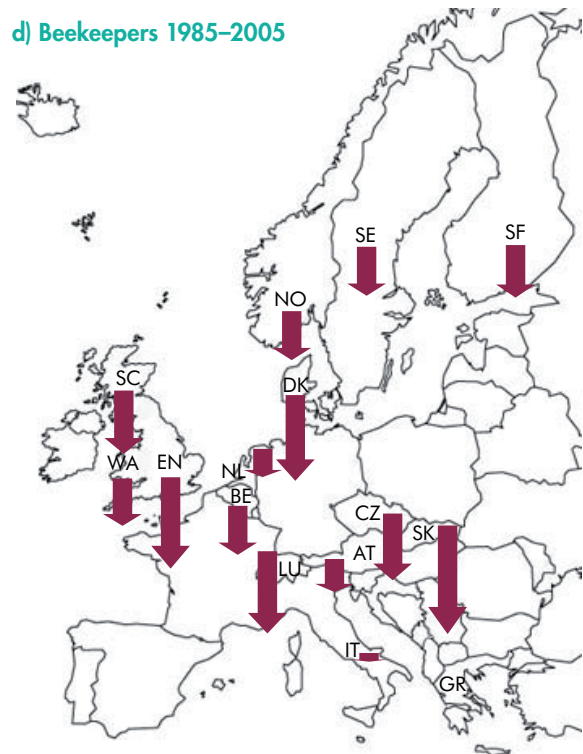 d) Beekeepers 1985–2005
SE
SF
NO
SC
DK
WA
EN
NL
BE
CZ
SK
AT
LU
IT
GR